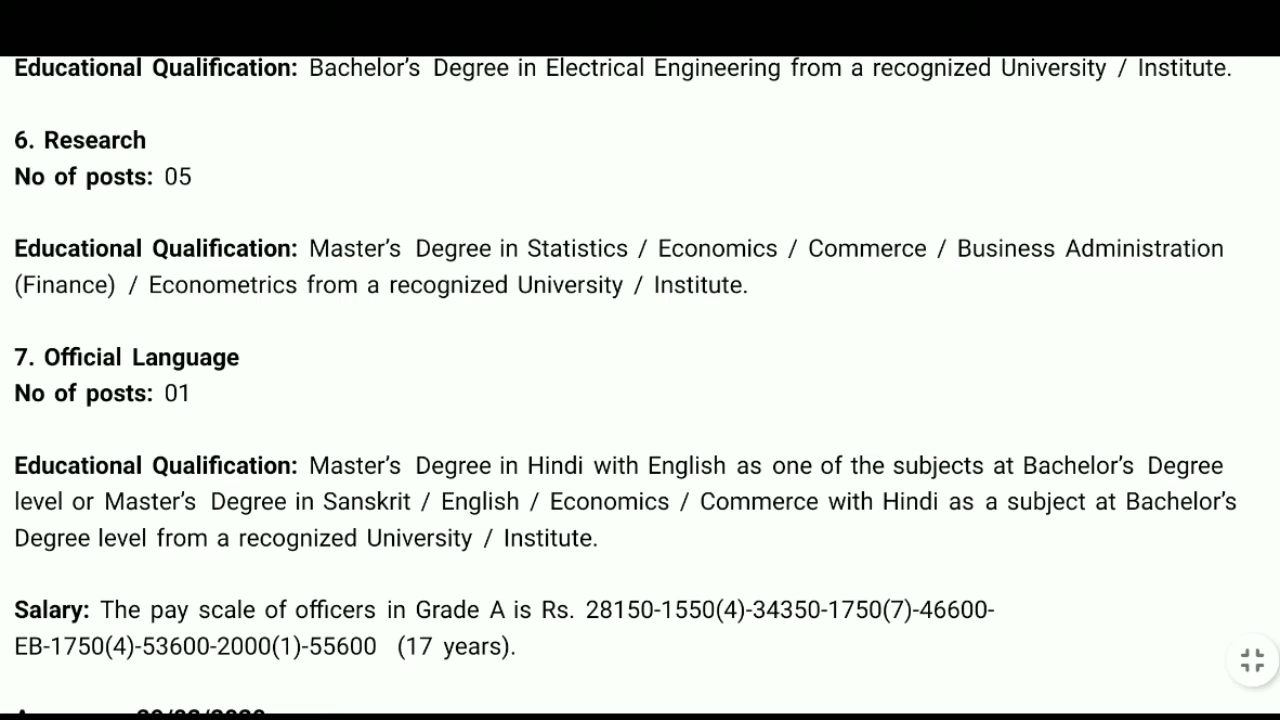 Educational Qualification: Bachelor's Degree in Electrical Engineering from a recognized University / Institute.
6. Research
No of posts: 05
Educational Qualification: Master's Degree in Statistics / Economics / Commerce / Business Administration
(Finance) / Econometrics from a recognized University / Institute.
7. Official Language
No of posts: 01
Educational Qualification: Master's Degree in Hindi with English as one of the subjects at Bachelor's Degree
level or Master's Degree in Sanskrit / English / Economics / Commerce with Hindi as a subject at Bachelor's
Degree level from a recognized University / Institute.
Salary: The pay scale of officers in Grade A is Rs. 28150-1550(4)-34350-1750(7)-46600-
EB-1750(4)-53600-2000(1)-55600 (17 years).